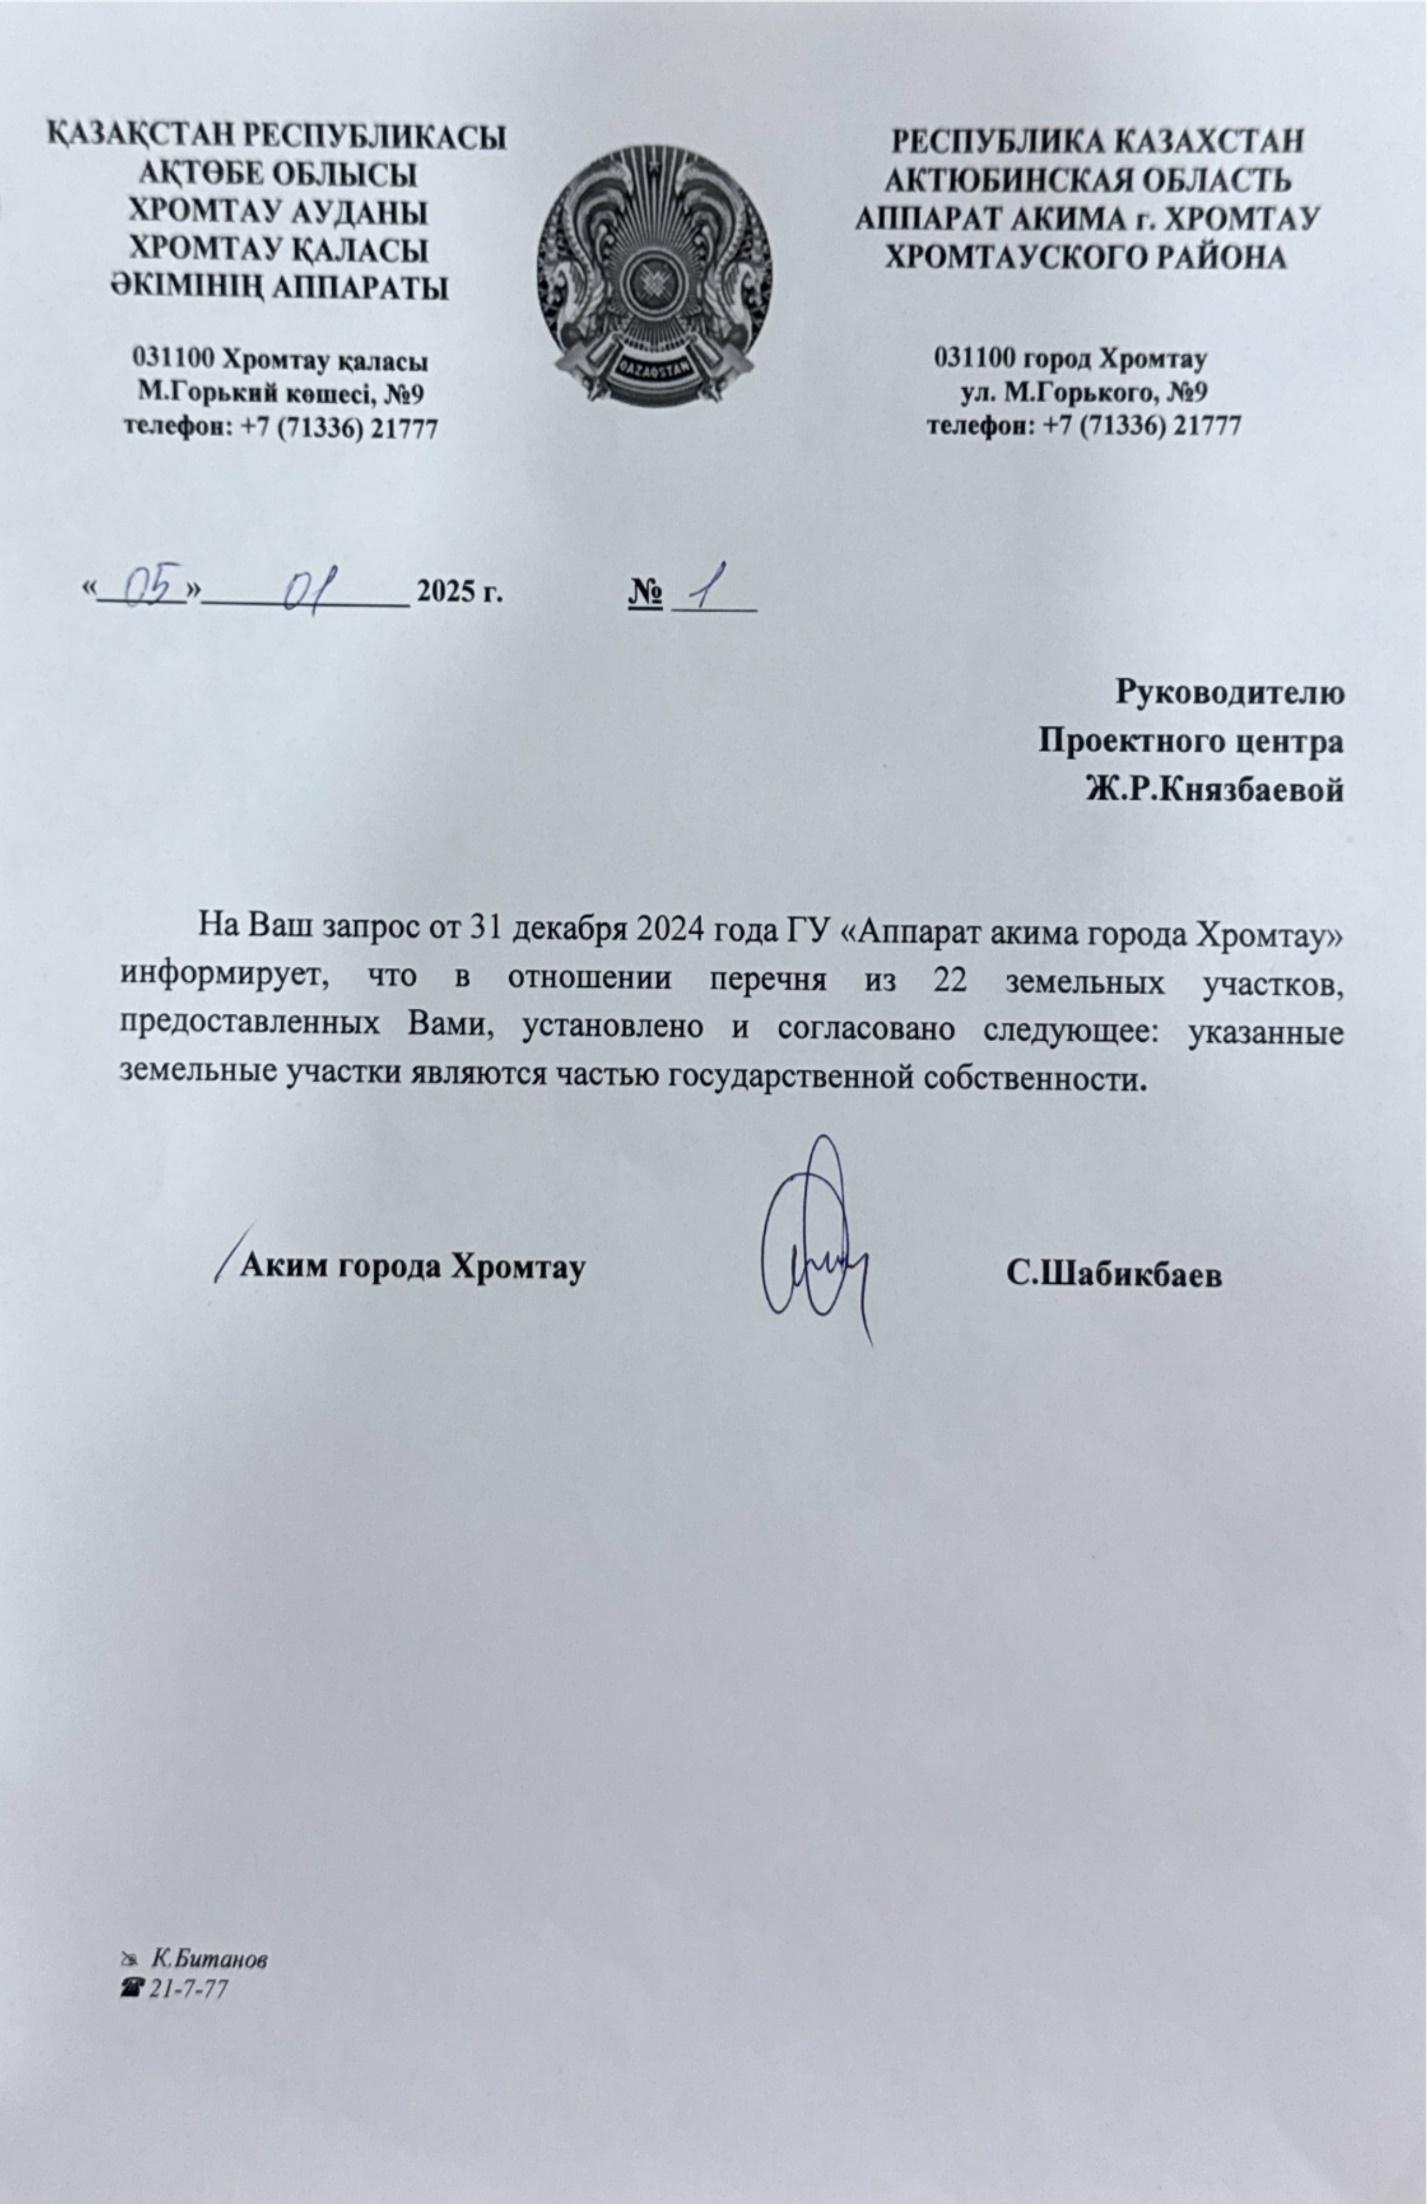 ҚАЗАҚСТАН РЕСПУБЛИКАСЫ
АҚТӨБЕ ОБЛЫСЫ
ХРОМТАУ АУДАНЫ
ХРОМТАУ ҚАЛАСЫ
ӘКІМІНІҢ АППАРАТЫ
031100 Хромтау қаласы
М.Горький көшесі, №9
телефон: +7 (71336) 21777
QAZAQSTAN
РЕСПУБЛИКА КАЗАХСТАН
АКТЮБИНСКАЯ ОБЛАСТЬ
АППАРАТ АКИМА г. ХРОМТАУ
ХРОМТАУСКОГО РАЙОНА
031100 город Хромтау
ул. М.Горького, №9
телефон: +7 (71336) 21777
«05» 01 2025 г. № 1
Руководителю
Проектного центра
Ж.Р.Князбаевой
На Ваш запрос от 31 декабря 2024 года ГУ «Аппарат акима города Хромтау»
информирует, что в отношении перечня из 22 земельных участков,
предоставленных Вами, установлено и согласовано следующее: указанные
земельные участки являются частью государственной собственности.
/Аким города Хромтау С.Шабикбаев
К.Битанов
☎ 21-7-77